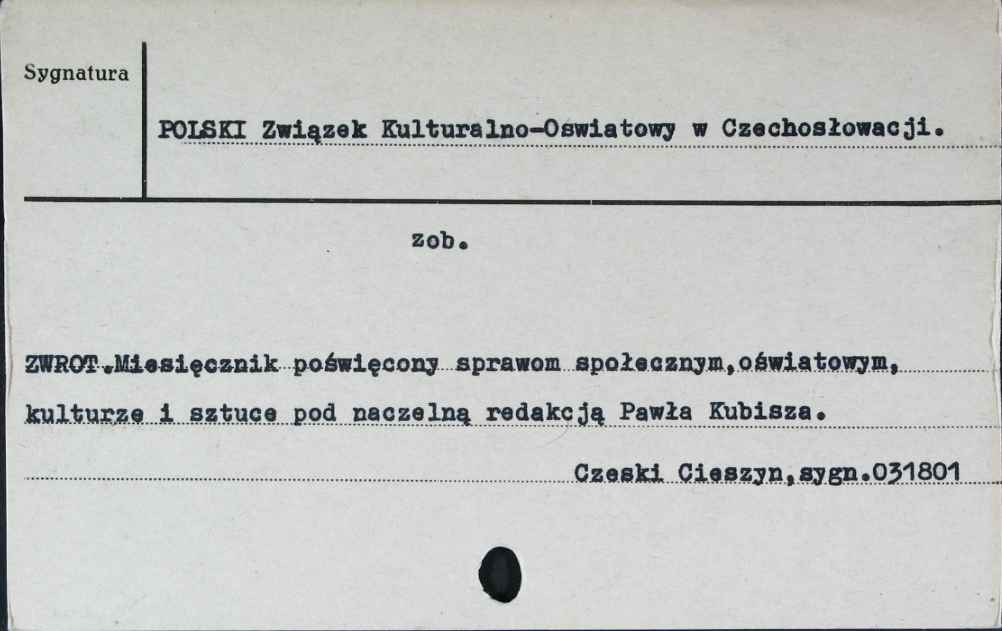 Sygnatura
POLSKI Związek Kulturalno-Oswiatowy w Czechosłowacji.
zob.
ZWROT.Miesięcznik poświęcony sprawom społecznym,oświatowym,
kulturze i sztuce pod naczelną redakcją Pawła Kubisza.
Czeski Cieszyn,sygn.031801